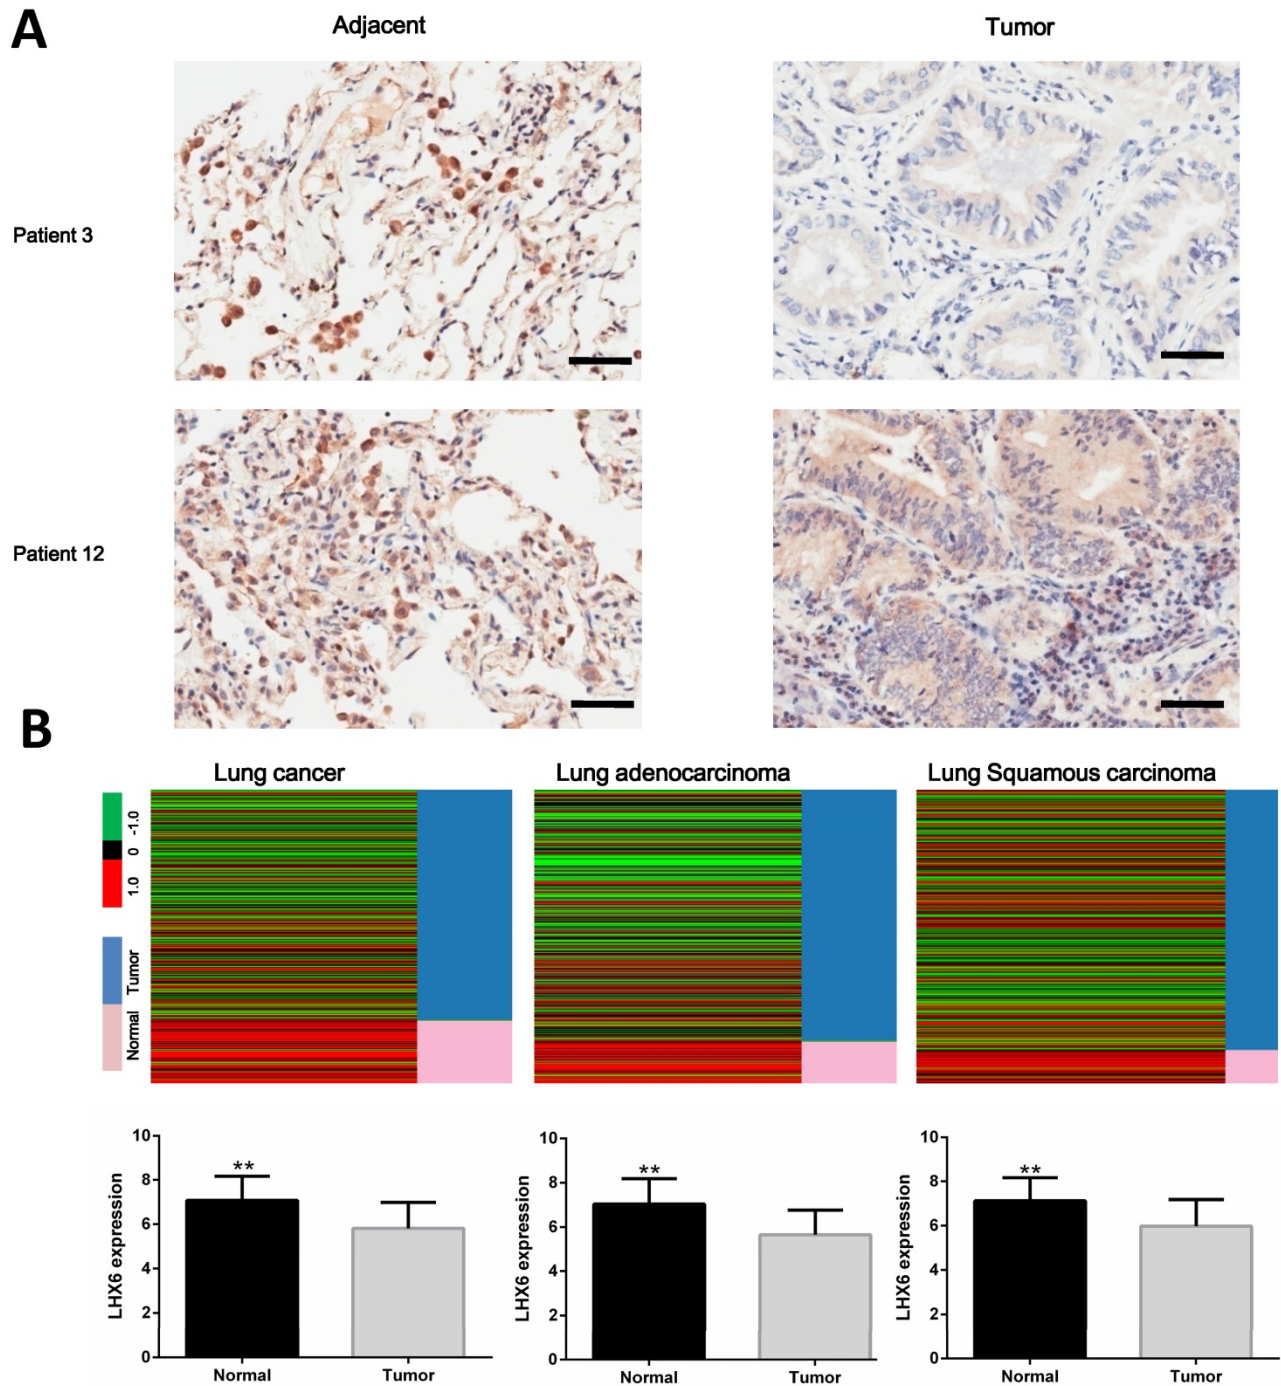 A
Adjacent
Tumor
Patient 3
Patient 12
B
Lung cancer
Lung adenocarcinoma
Lung Squamous carcinoma
-1.0
0
1.0
Tumor
Normal
10
8
6
4
2
0
LHX6 expression
**
Normal
Tumor
10
8
6
4
2
0
LHX6 expression
**
Normal
Tumor
10
8
6
4
2
0
LHX6 expression
**
Normal
Tumor